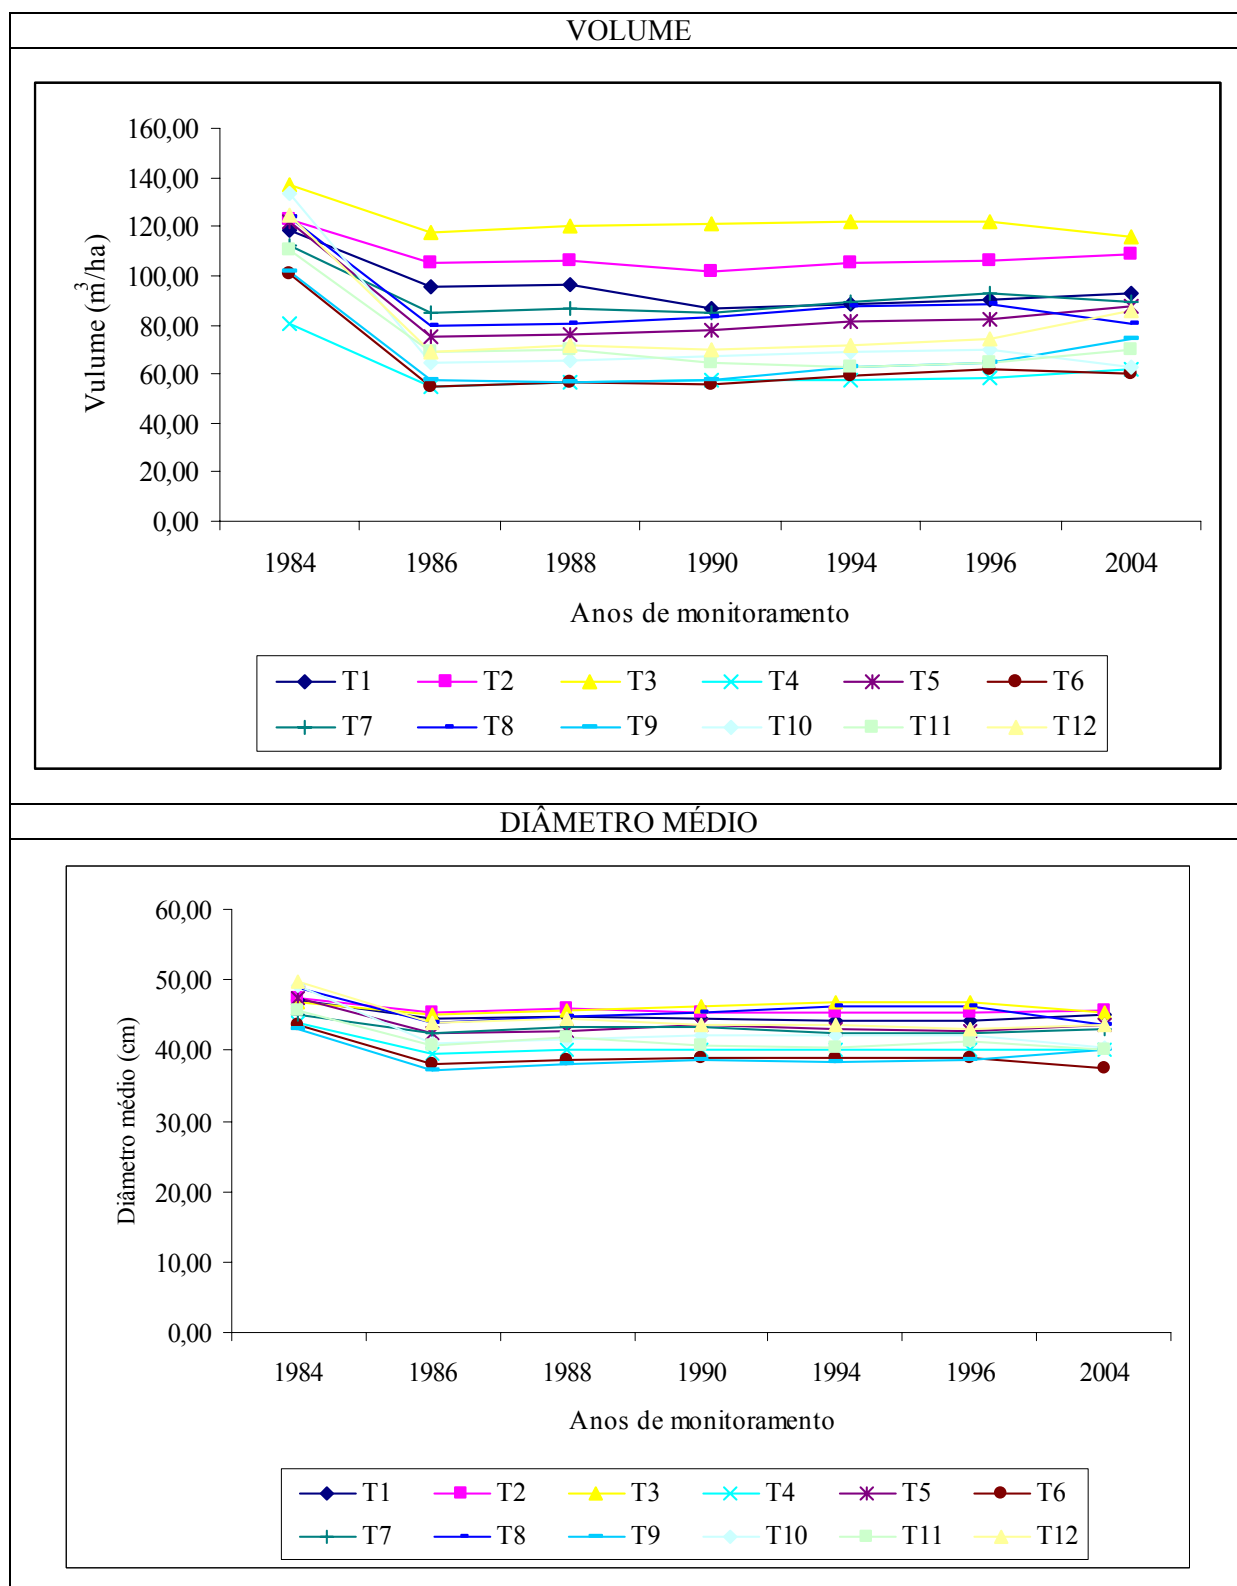 VOLUME
160,00
140,00
120,00
100,00
80,00
60,00
40,00
20,00
0,00
Vulume (m³/ha)
1984 1986 1988 1990 1994 1996 2004
Anos de monitoramento
T1 T2 T3 T4 T5 T6
T7 T8 T9 T10 T11 T12
DIÂMETRO MÉDIO
60,00
50,00
40,00
30,00
20,00
10,00
0,00
Diâmetro médio (cm)
1984 1986 1988 1990 1994 1996 2004
Anos de monitoramento
T1 T2 T3 T4 T5 T6
T7 T8 T9 T10 T11 T12